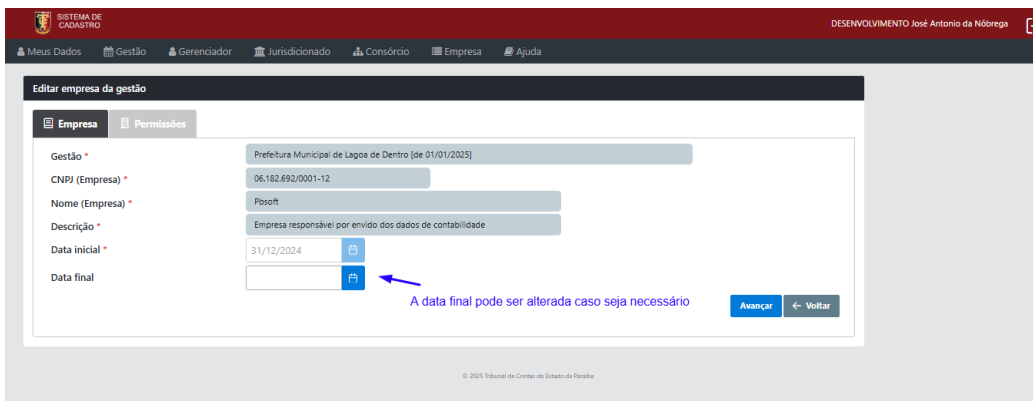 SISTEMA DE
CADASTRO
DESENVOLVIMENTO José Antonio da Nóbrega
Meus Dados Gestão Gerenciador Jurisdicionado Consórcio Empresa Ajuda
Editar empresa da gestão
Empresa Permissões
Gestão * Prefeitura Municipal de Lagoa de Dentro [de 01/01/2025]
CNPJ (Empresa) * 06.182.692/0001-12
Nome (Empresa) * Pbsoft
Descrição * Empresa responsável por envido dos dados de contabilidade
Data inicial * 31/12/2024
Data final
A data final pode ser alterada caso seja necessário
Avançar ← Voltar
© 2025 Tribunal de Contas do Estado da Paraíba